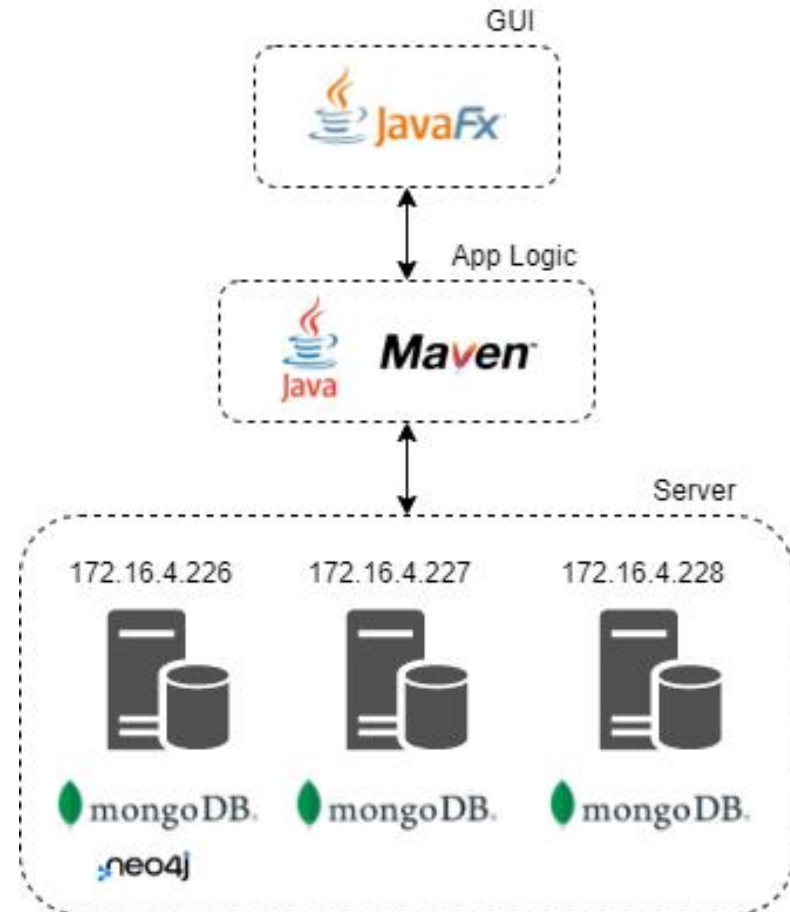 GUI
JavaFx
App Logic
Java
Maven™
Server
172.16.4.226 172.16.4.227 172.16.4.228
mongoDB. mongoDB. mongoDB.
neo4j